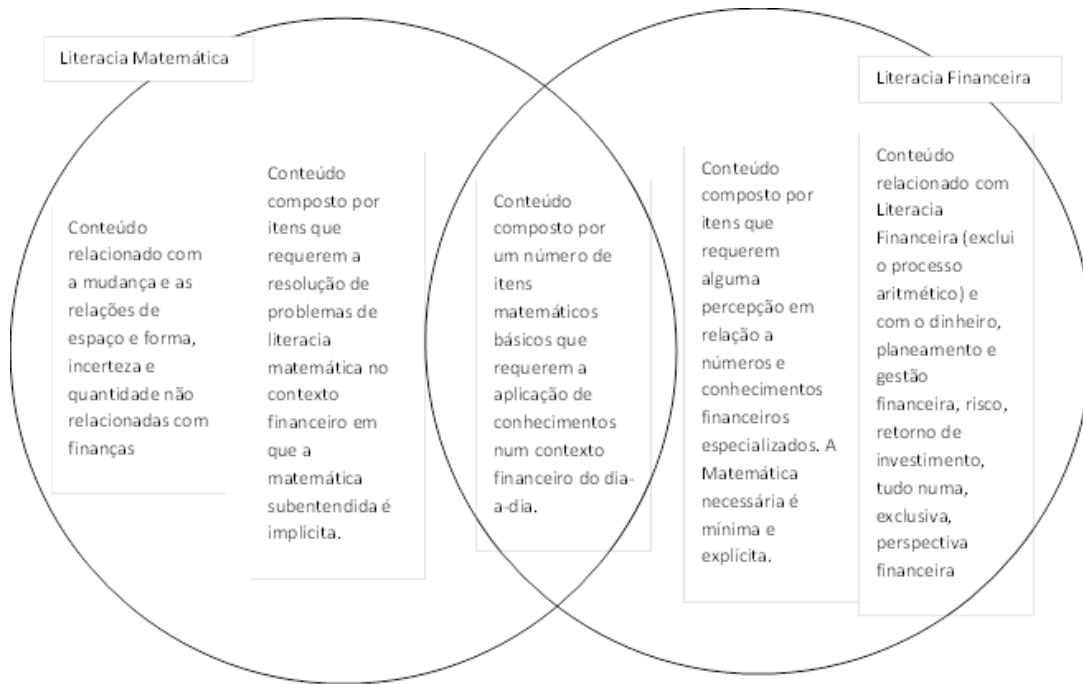 Literacia Matemática
Literacia Financeira
Conteúdo
relacionado com
a mudança e as
relações de
espaço e forma,
incerteza e
quantidade não
relacionadas com
finanças
Conteúdo
composto por
itens que
requerem a
resolução de
problemas de
literacia
matemática no
contexto
financeiro em
que a
matemática
subentendida é
implícita.
Conteúdo
composto por
um número de
itens
matemáticos
básicos que
requerem a
aplicação de
conhecimentos
num contexto
financeiro do dia-
a-dia.
Conteúdo
composto por
itens que
requerem
alguma
percepção em
relação a
números e
conhecimentos
financeiros
especializados. A
Matemática
necessária é
mínima e
explícita.
Conteúdo
relacionado com
Literacia
Financeira (exclui
o processo
aritmético) e
com o dinheiro,
planeamento e
gestão
financeira, risco,
retorno de
investimento,
tudo numa,
exclusiva,
perspectiva
financeira